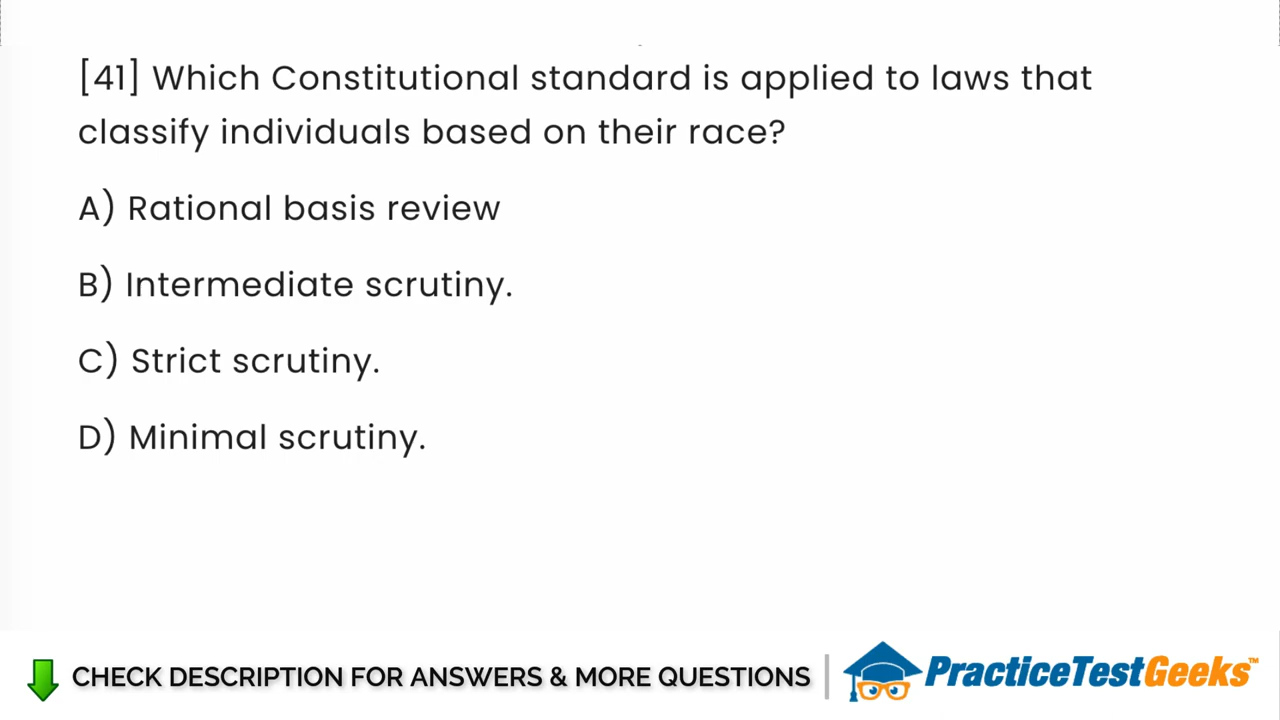 [41] Which Constitutional standard is applied to laws that
classify individuals based on their race?
A) Rational basis review
B) Intermediate scrutiny.
C) Strict scrutiny.
D) Minimal scrutiny.
CHECK DESCRIPTION FOR ANSWERS & MORE QUESTIONS
PracticeTestGeeks™